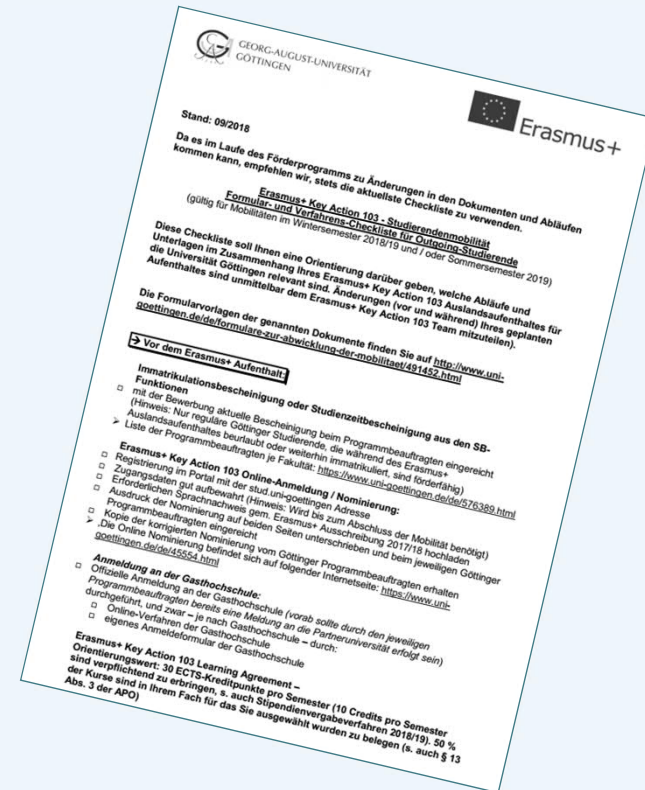 GEORG-AUGUST-UNIVERSITÄT
GÖTTINGEN
Erasmus+
Stand: 09/2018
Da es im Laufe des Förderprogramms zu Änderungen in den Dokumenten und Abläufen
kommen kann, empfehlen wir, stets die aktuellste Checkliste zu verwenden.
Erasmus+ Key Action 103 - Studierendenmobilität
Formular- und Verfahrens-Checkliste für Outgoing-Studierende
(gültig für Mobilitäten im Wintersemester 2018/19 und / oder Sommersemester 2019)
Diese Checkliste soll Ihnen eine Orientierung darüber geben, welche Abläufe und
Unterlagen im Zusammenhang Ihres Erasmus+ Key Action 103 Auslandsaufenthaltes für
die Universität Göttingen relevant sind. Änderungen (vor und während) Ihres geplanten
Aufenthaltes sind unmittelbar dem Erasmus+ Key Action 103 Team mitzuteilen).
Die Formularvorlagen der genannten Dokumente finden Sie auf http://www.uni-
goettingen.de/de/formulare-zur-abwicklung-der-mobilitaet/491452.html
→ Vor dem Erasmus+ Aufenthalt:
Immatrikulationsbescheinigung oder Studienzeitbescheinigung aus den SB-
Funktionen
□ mit der Bewerbung aktuelle Bescheinigung beim Programmbeauftragten eingereicht
(Hinweis: Nur reguläre Göttinger Studierende, die während des Erasmus+
Auslandsaufenthaltes beurlaubt oder weiterhin immatrikuliert, sind förderfähig)
➢ Liste der Programmbeauftragten je Fakultät: https://www.uni-goettingen.de/de/576389.html
Erasmus+ Key Action 103 Online-Anmeldung / Nominierung:
□ Registrierung im Portal mit der stud.uni-goettingen Adresse
□ Zugangsdaten gut aufbewahrt (Hinweis: Wird bis zum Abschluss der Mobilität benötigt)
□ Erforderlichen Sprachnachweis gem. Erasmus+ Ausschreibung 2017/18 hochladen
□ Ausdruck der Nominierung auf beiden Seiten unterschrieben und beim jeweiligen Göttinger
Programmbeauftragten eingereicht
□ Kopie der korrigierten Nominierung vom Göttinger Programmbeauftragten erhalten
➢ ,Die Online Nominierung befindet sich auf folgender Internetseite: https://www.uni-
goettingen.de/de/45554.html
Anmeldung an der Gasthochschule:
□ Offizielle Anmeldung an der Gasthochschule (vorab sollte durch den jeweiligen
Programmbeauftragten bereits eine Meldung an die Partneruniversität erfolgt sein)
durchgeführt, und zwar – je nach Gasthochschule – durch:
□ Online-Verfahren der Gasthochschule
□ eigenes Anmeldeformular der Gasthochschule
Erasmus+ Key Action 103 Learning Agreement –
Orientierungswert: 30 ECTS-Kreditpunkte pro Semester (10 Credits pro Semester
sind verpflichtend zu erbringen, s. auch Stipendienvergabeverfahren 2018/19). 50 %
der Kurse sind in Ihrem Fach für das Sie ausgewählt wurden zu belegen (s. auch § 13
Abs. 3 der APO)